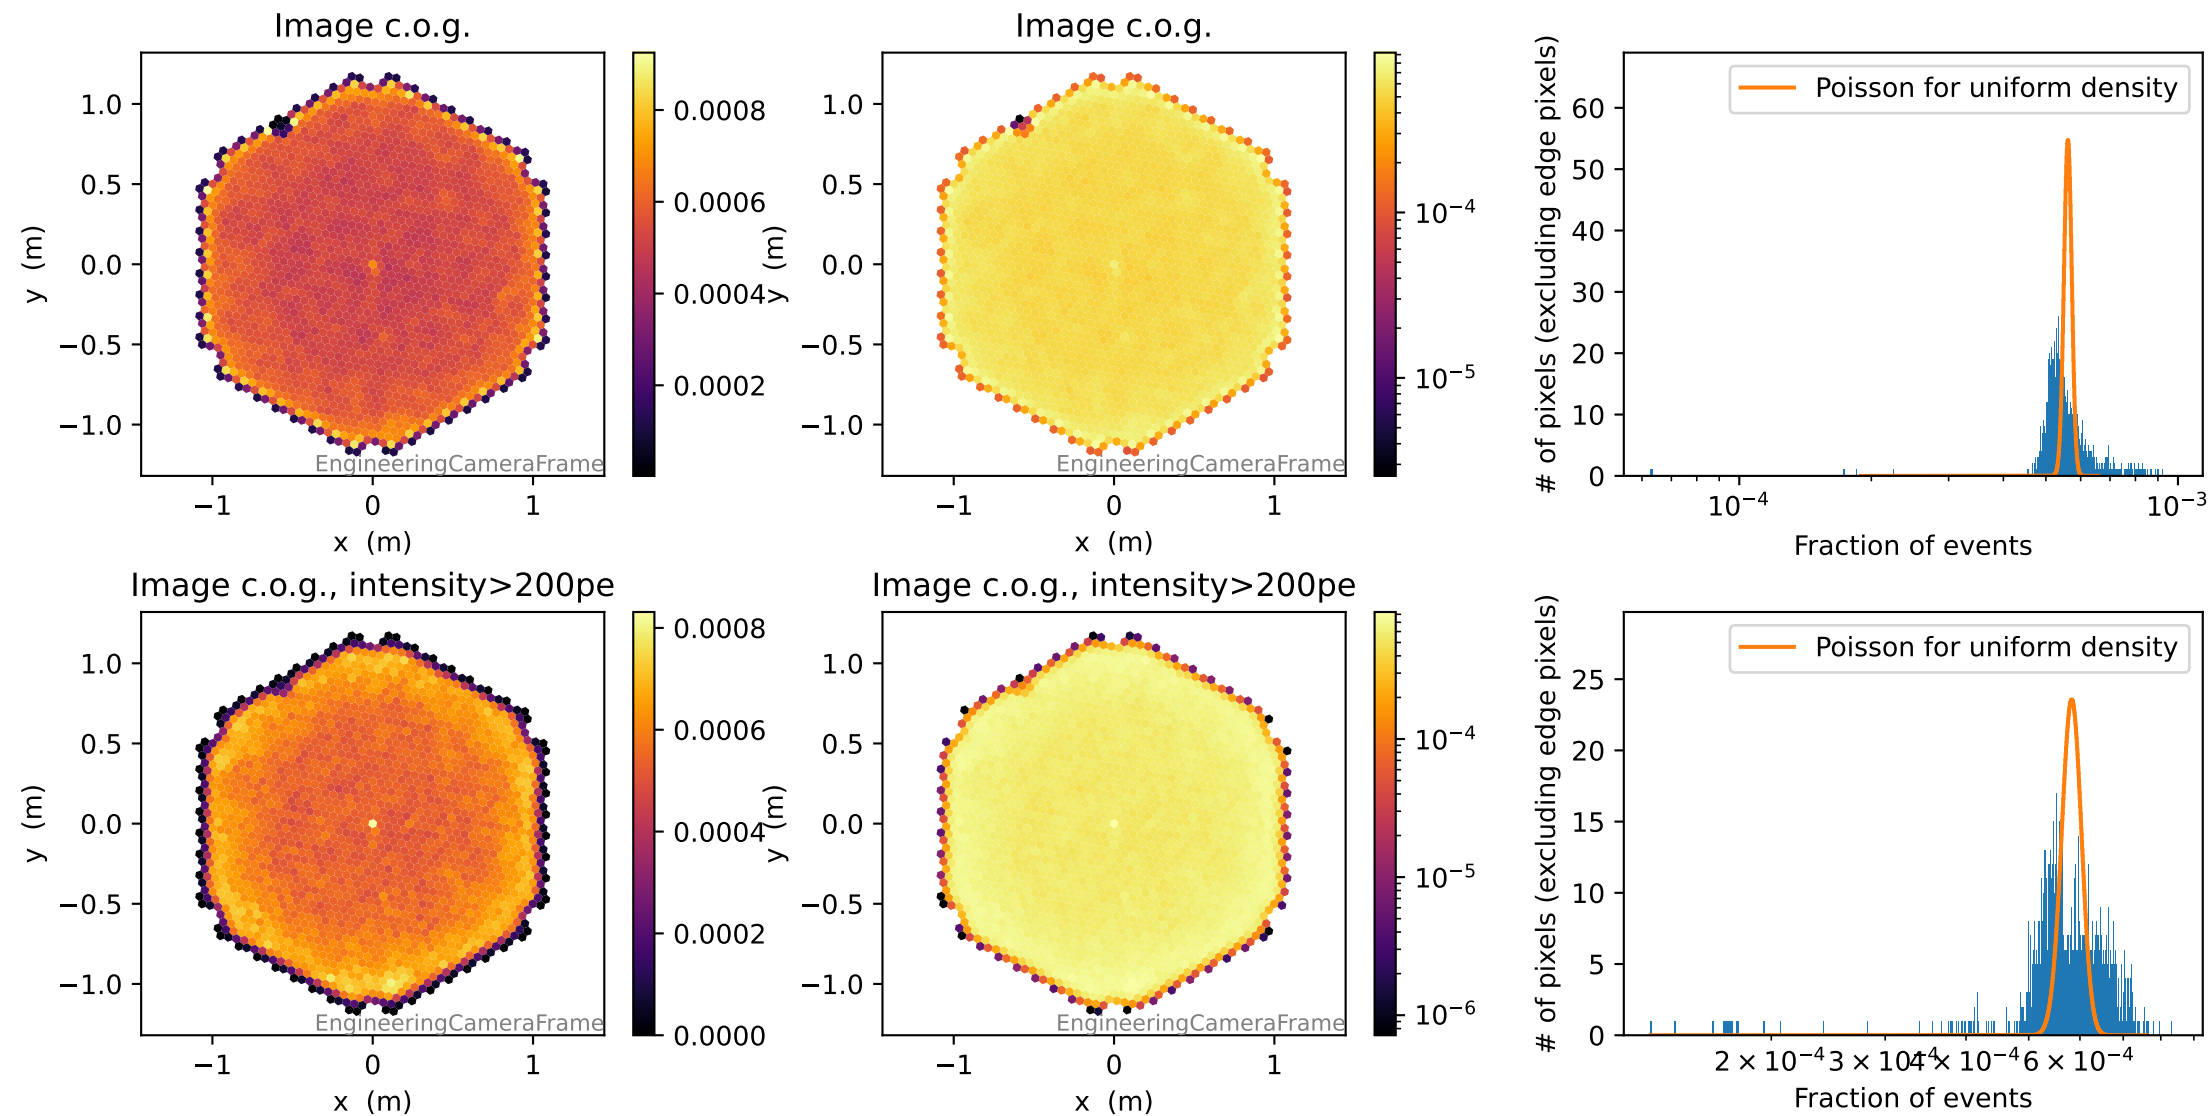 Image c.o.g.
1.0
0.5
0.0
−0.5
−1.0
y (m)
−1
0
1
x (m)
EngineeringCameraFrame
0.0008
0.0006
0.0004
0.0002
Image c.o.g.
1.0
0.5
0.0
−0.5
−1.0
y (m)
−1
0
1
x (m)
EngineeringCameraFrame
10⁻⁴
10⁻⁵
# of pixels (excluding edge pixels)
60
50
40
30
20
10
0
Poisson for uniform density
10⁻⁴
10⁻³
Fraction of events
Image c.o.g., intensity>200pe
1.0
0.5
0.0
−0.5
−1.0
y (m)
−1
0
1
x (m)
EngineeringCameraFrame
0.0008
0.0006
0.0004
0.0002
0.0000
Image c.o.g., intensity>200pe
1.0
0.5
0.0
−0.5
−1.0
y (m)
−1
0
1
x (m)
EngineeringCameraFrame
10⁻⁴
10⁻⁵
10⁻⁶
# of pixels (excluding edge pixels)
25
20
15
10
5
0
Poisson for uniform density
2 × 10⁻⁴
3 × 10⁻⁴
4 × 10⁻⁴
6 × 10⁻⁴
Fraction of events